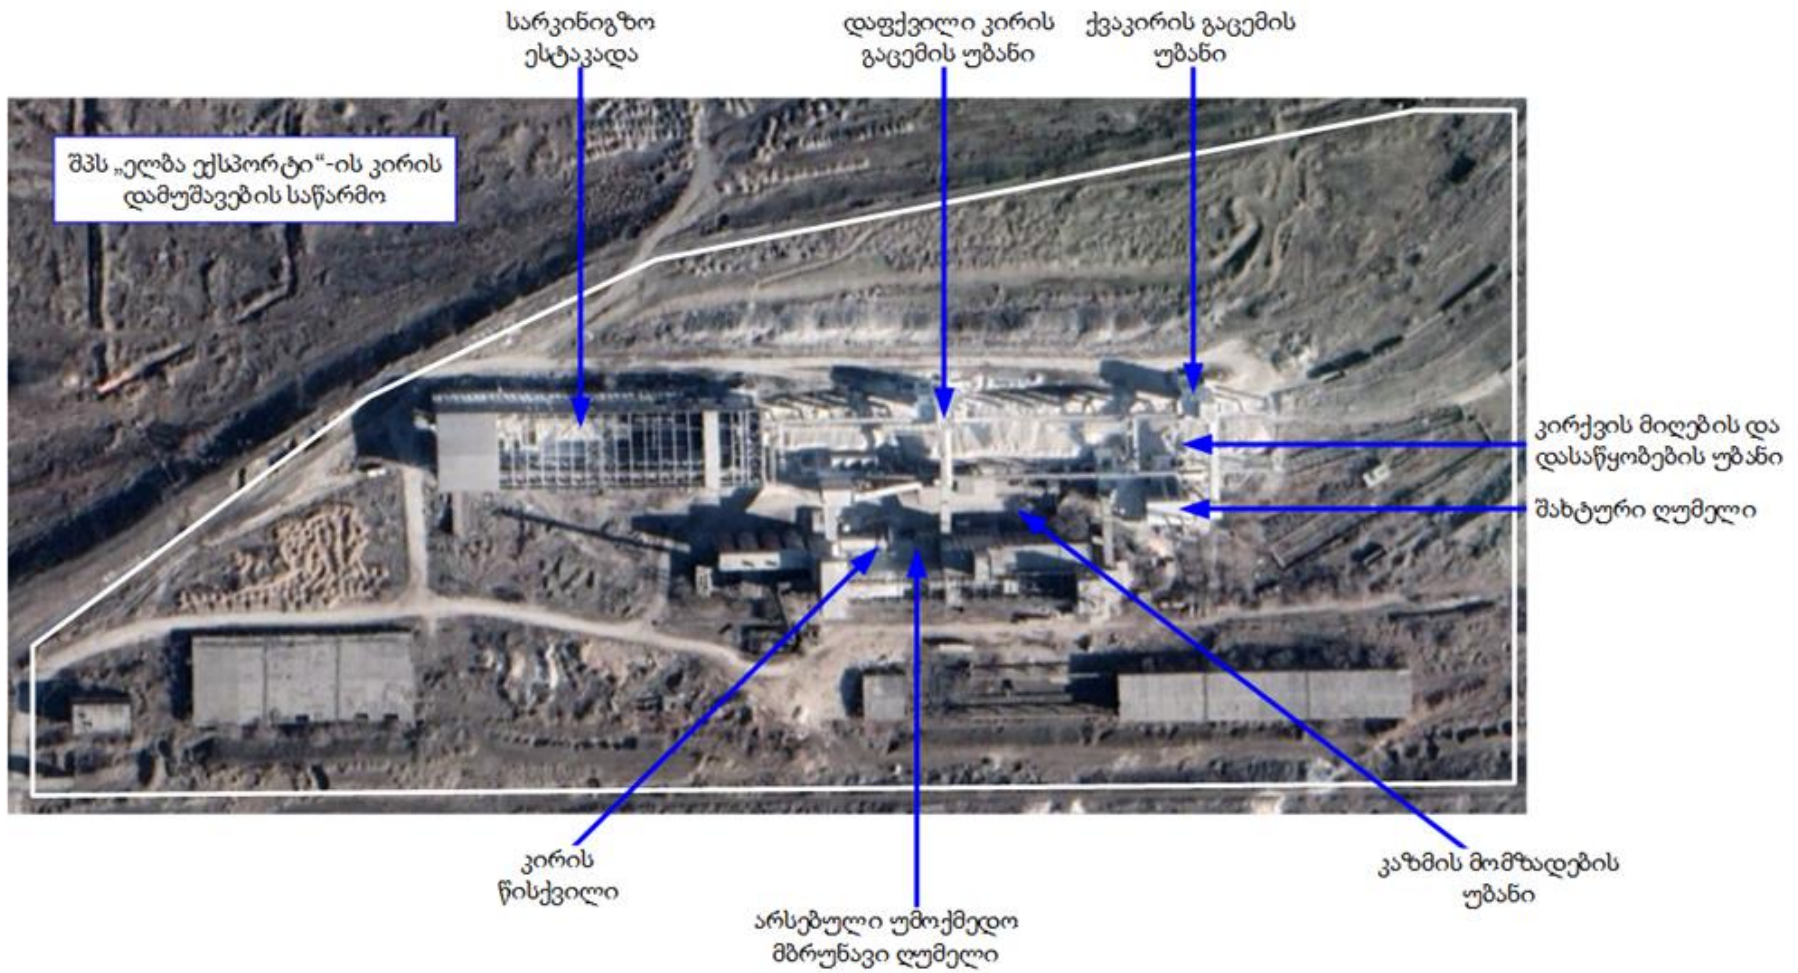 სარკინიგზო
ესტაკადა
დაფქვილი კირის
გაცემის უბანი
ქვაკირის გაცემის
უბანი
შპს „ელბა ექსპორტი“-ის კირის
დამუშავების საწარმო
კირქვის მიღების და
დასაწყობების უბანი
შახტური ღუმელი
კირის
წისქვილი
არსებული უმოქმედო
მბრუნავი ღუმელი
კაზმის მომზადების
უბანი